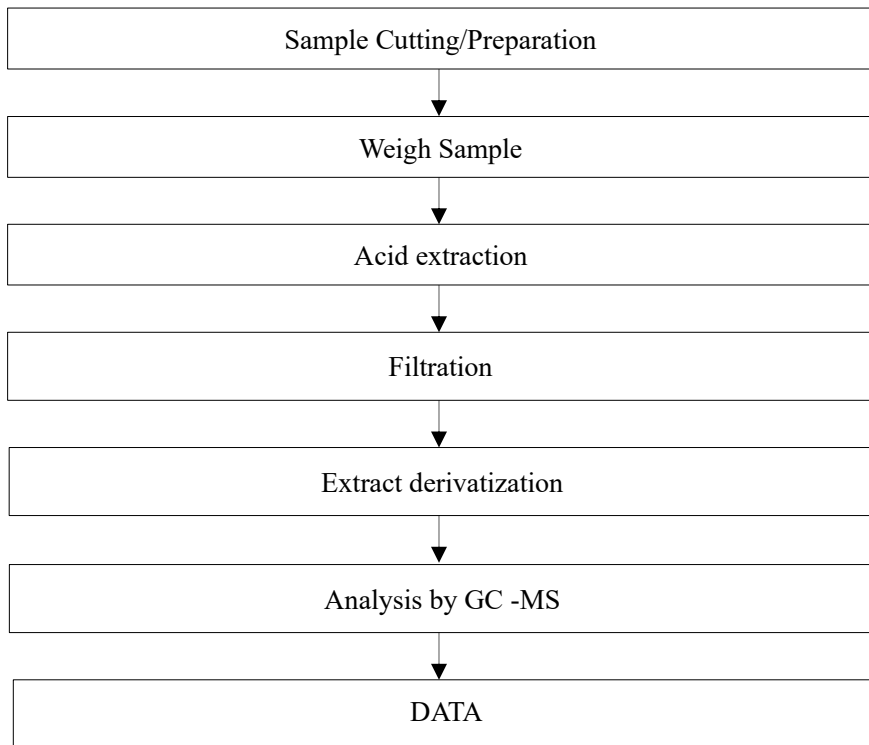 Sample Cutting/Preparation
Weigh Sample
Acid extraction
Filtration
Extract derivatization
Analysis by GC -MS
DATA